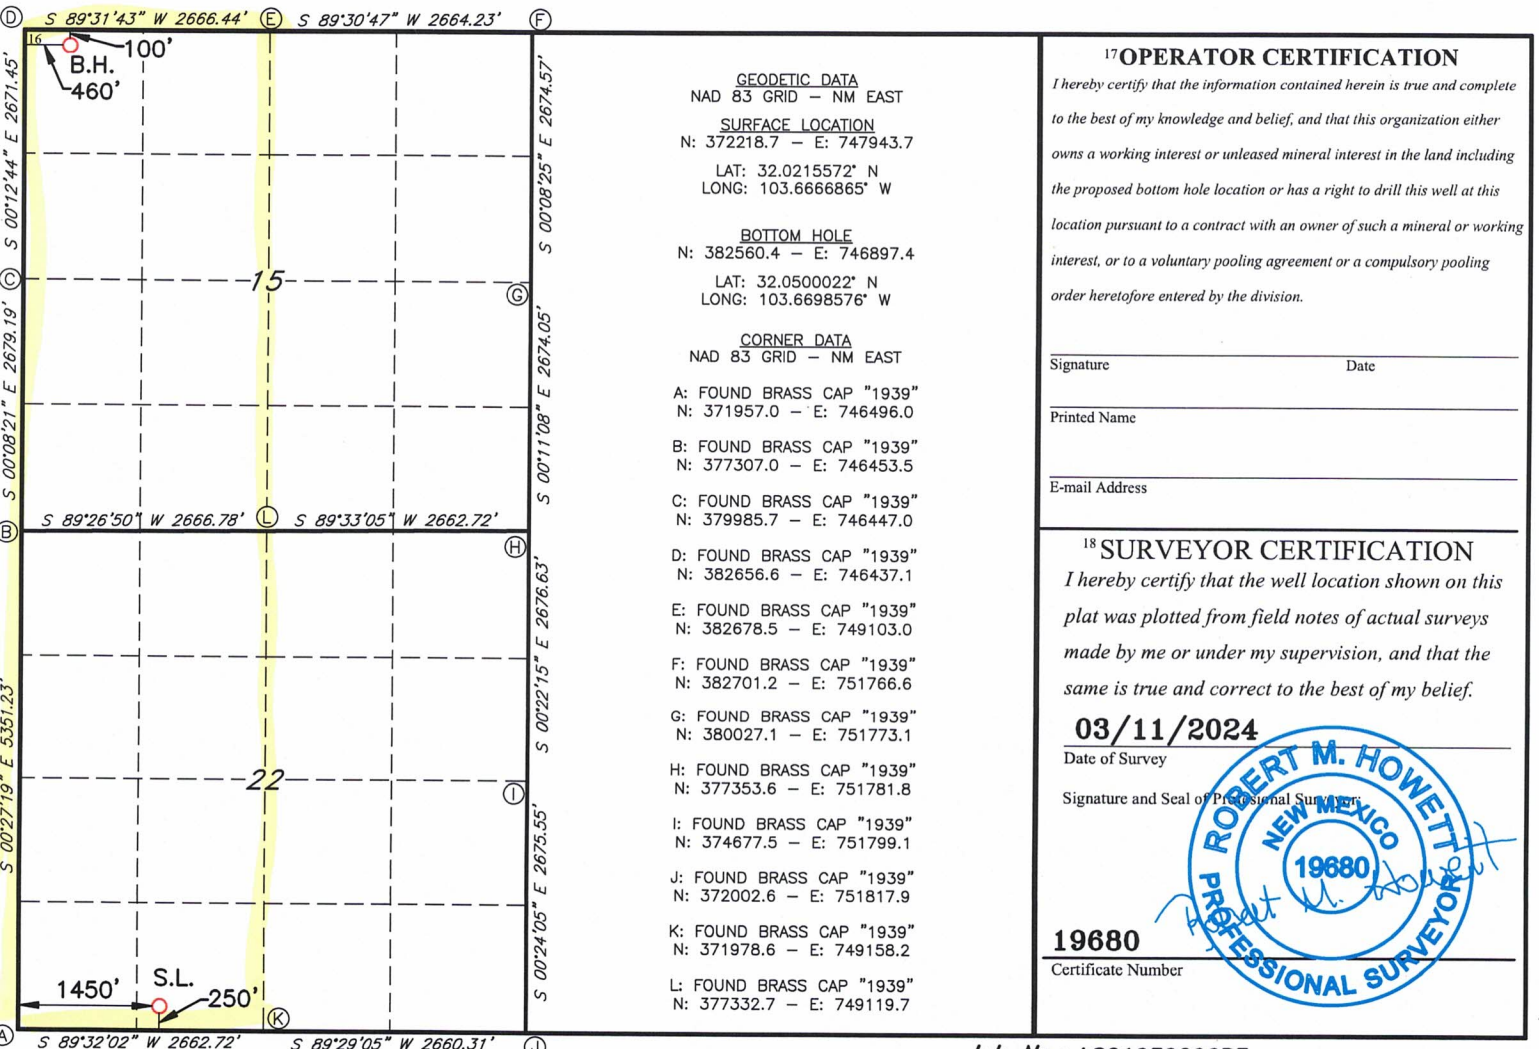 D S 89°31'43" W 2666.44' E S 89°30'47" W 2664.23' F
16
100'
B.H.
460'
S 00°12'44" E 2671.45'
S 00°08'25" E 2674.57'
C
15
G
S 00°08'21" E 2679.19'
S 00°11'08" E 2674.05'
S 89°26'50" W 2666.78' L S 89°33'05" W 2662.72'
B
H
S 00°22'15" E 2676.63'
S 00°27'19" E 5351.23'
22
I
S 00°24'05" E 2675.55'
1450'
S.L.
250'
A
K
S 89°32'02" W 2662.72' S 89°29'05" W 2660.31' J
GEODETIC DATA
NAD 83 GRID – NM EAST
SURFACE LOCATION
N: 372218.7 – E: 747943.7
LAT: 32.0215572° N
LONG: 103.6666865° W
BOTTOM HOLE
N: 382560.4 – E: 746897.4
LAT: 32.0500022° N
LONG: 103.6698576° W
CORNER DATA
NAD 83 GRID – NM EAST
A: FOUND BRASS CAP "1939"
N: 371957.0 – E: 746496.0
B: FOUND BRASS CAP "1939"
N: 377307.0 – E: 746453.5
C: FOUND BRASS CAP "1939"
N: 379985.7 – E: 746447.0
D: FOUND BRASS CAP "1939"
N: 382656.6 – E: 746437.1
E: FOUND BRASS CAP "1939"
N: 382678.5 – E: 749103.0
F: FOUND BRASS CAP "1939"
N: 382701.2 – E: 751766.6
G: FOUND BRASS CAP "1939"
N: 380027.1 – E: 751773.1
H: FOUND BRASS CAP "1939"
N: 377353.6 – E: 751781.8
I: FOUND BRASS CAP "1939"
N: 374677.5 – E: 751799.1
J: FOUND BRASS CAP "1939"
N: 372002.6 – E: 751817.9
K: FOUND BRASS CAP "1939"
N: 371978.6 – E: 749158.2
L: FOUND BRASS CAP "1939"
N: 377332.7 – E: 749119.7
17 OPERATOR CERTIFICATION
I hereby certify that the information contained herein is true and complete
to the best of my knowledge and belief, and that this organization either
owns a working interest or unleased mineral interest in the land including
the proposed bottom hole location or has a right to drill this well at this
location pursuant to a contract with an owner of such a mineral or working
interest, or to a voluntary pooling agreement or a compulsory pooling
order heretofore entered by the division.
Signature Date
Printed Name
E-mail Address
18 SURVEYOR CERTIFICATION
I hereby certify that the well location shown on this
plat was plotted from field notes of actual surveys
made by me or under my supervision, and that the
same is true and correct to the best of my belief.
03/11/2024
Date of Survey
Signature and Seal of Profesional Surveyor:
ROBERT M. HOWETT
NEW MEXICO
19680
PROFESSIONAL SURVEYOR
Robert M. Howett
19680
Certificate Number